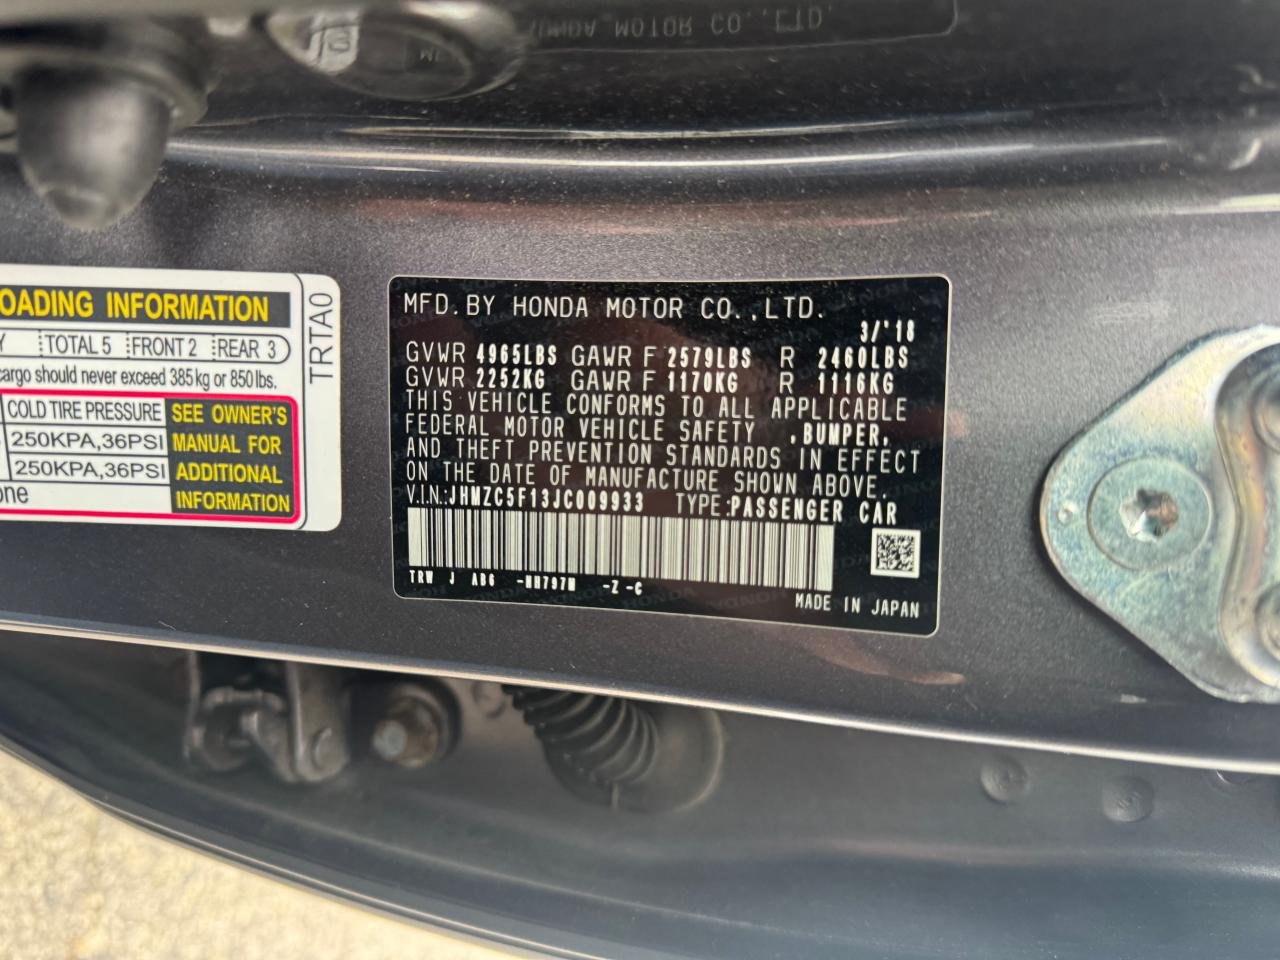 OADING INFORMATION
Y TOTAL 5 FRONT 2 REAR 3
cargo should never exceed 385 kg or 850 lbs.
COLD TIRE PRESSURE
250KPA,36PSI
250KPA,36PSI
one
SEE OWNER'S
MANUAL FOR
ADDITIONAL
INFORMATION
TRTA0
MFD. BY HONDA MOTOR CO.,LTD.
3/'18
GVWR 4965LBS GAWR F 2579LBS R 2460LBS
GVWR 2252KG GAWR F 1170KG R 1116KG
THIS VEHICLE CONFORMS TO ALL APPLICABLE
FEDERAL MOTOR VEHICLE SAFETY ,BUMPER,
AND THEFT PREVENTION STANDARDS IN EFFECT
ON THE DATE OF MANUFACTURE SHOWN ABOVE.
V.I.N.:JHMZC5F13JC009933 TYPE:PASSENGER CAR
TRW J AB6 -NH797M -Z -C
MADE IN JAPAN